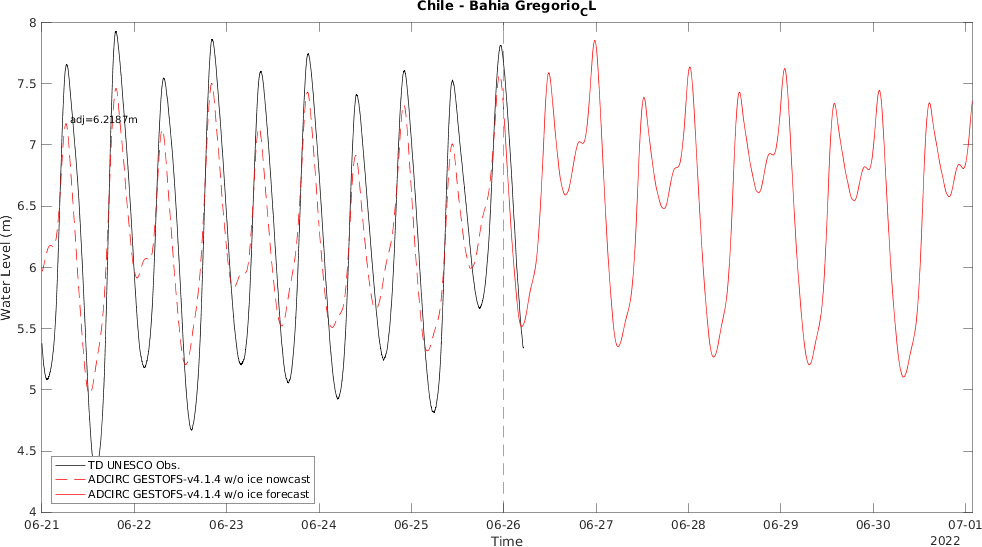 Chile - Bahia Gregorio_CL
8
7.5
7
6.5
6
5.5
5
4.5
4
Water Level (m)
adj=6.2187m
TD UNESCO Obs.
ADCIRC GESTOFS-v4.1.4 w/o ice nowcast
ADCIRC GESTOFS-v4.1.4 w/o ice forecast
06-21 06-22 06-23 06-24 06-25 06-26 06-27 06-28 06-29 06-30 07-01
Time
2022